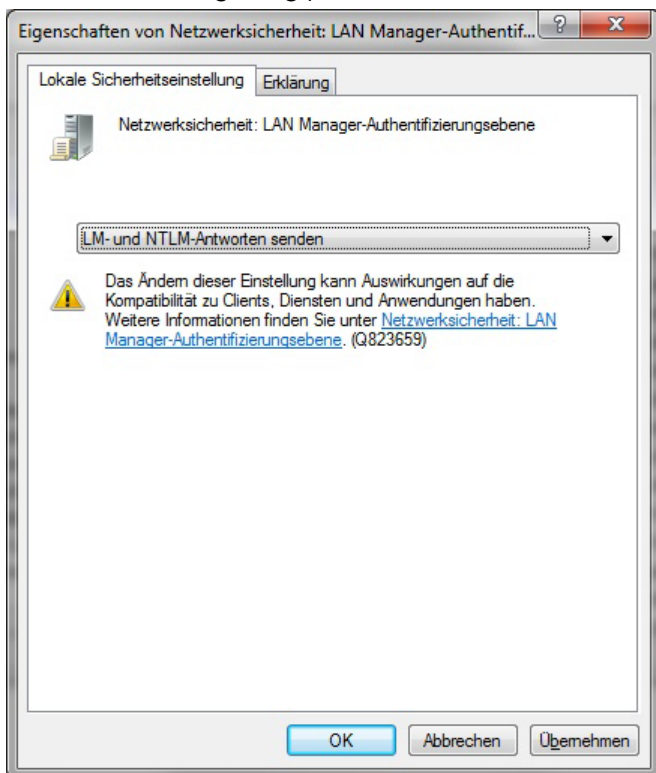 Eigenschaften von Netzwerksicherheit: LAN Manager-Authentif...
Lokale Sicherheitseinstellung Erklärung
Netzwerksicherheit: LAN Manager-Authentifizierungsebene
LM- und NTLM-Antworten senden
Das Ändern dieser Einstellung kann Auswirkungen auf die
Kompatibilität zu Clients, Diensten und Anwendungen haben.
Weitere Informationen finden Sie unter Netzwerksicherheit: LAN
Manager-Authentifizierungsebene. (Q823659)
OK Abbrechen Übernehmen